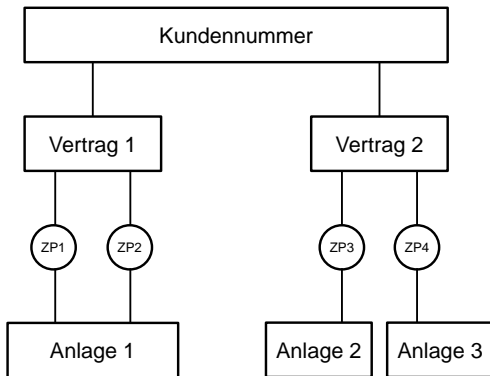 Kundennummer
Vertrag 1
Vertrag 2
ZP1
ZP2
ZP3
ZP4
Anlage 1
Anlage 2
Anlage 3